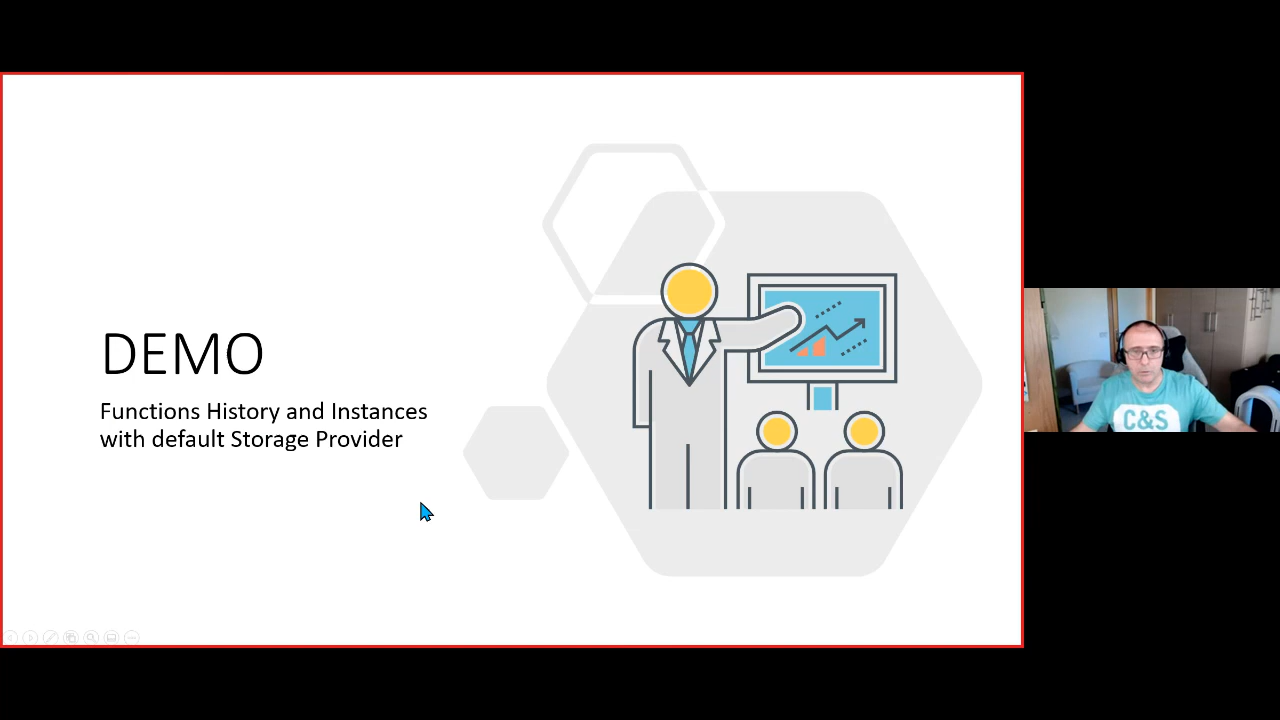 DEMO
Functions History and Instances
with default Storage Provider
C&S